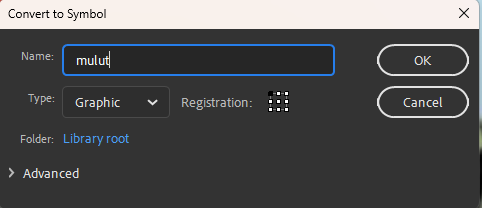 Convert to Symbol
Name: mulut OK
Type: Graphic Registration: Cancel
Folder: Library root
Advanced